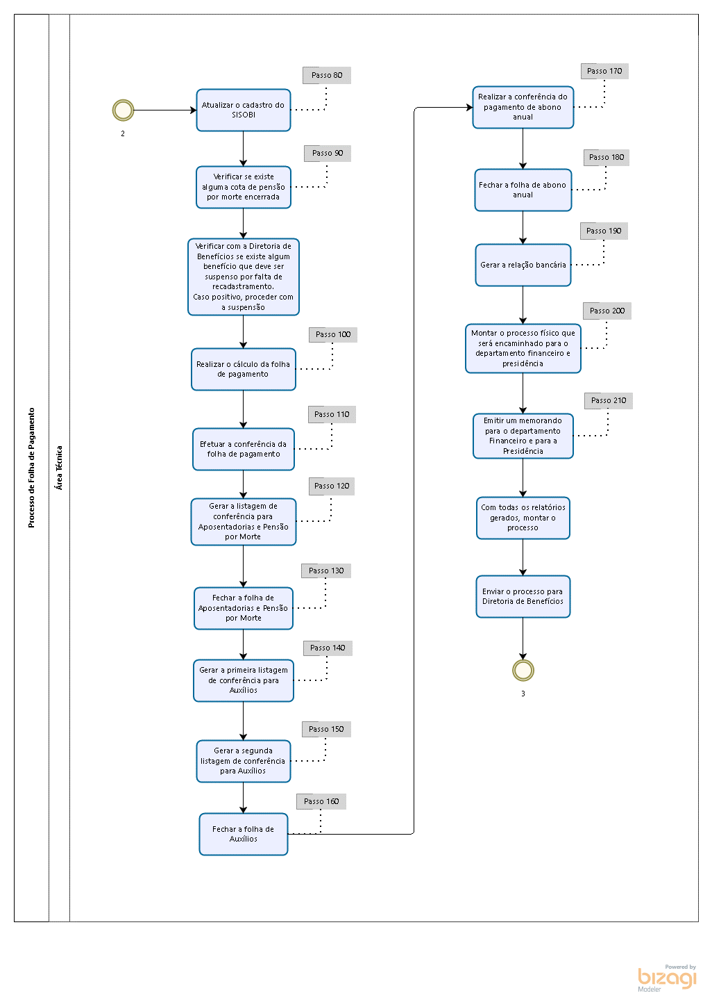 Processo de Folha de Pagamento
Área Técnica
2
Passo 80
Atualizar o cadastro do
SISOBI
Passo 90
Verificar se existe
alguma cota de pensão
por morte encerrada
Verificar com a Diretoria de
Benefícios se existe algum
benefício que deve ser
suspenso por falta de
recadastramento.
Caso positivo, proceder com
a suspensão
Passo 100
Realizar o cálculo da folha
de pagamento
Passo 110
Efetuar a conferência da
folha de pagamento
Passo 120
Gerar a listagem de
conferência para
Aposentadorias e Pensão
por Morte
Passo 130
Fechar a folha de
Aposentadorias e Pensão
por Morte
Passo 140
Gerar a primeira listagem
de conferência para
Auxílios
Passo 150
Gerar a segunda
listagem de conferência
para Auxílios
Passo 160
Fechar a folha de
Auxílios
Passo 170
Realizar a conferência do
pagamento de abono
anual
Passo 180
Fechar a folha de abono
anual
Passo 190
Gerar a relação bancária
Passo 200
Montar o processo físico que
será encaminhado para o
departamento financeiro e
presidência
Passo 210
Emitir um memorando
para o departamento
Financeiro e para a
Presidência
Com todas os relatórios
gerados, montar o
processo
Enviar o processo para
Diretoria de Benefícios
3
Powered by
bizagi
Modeler